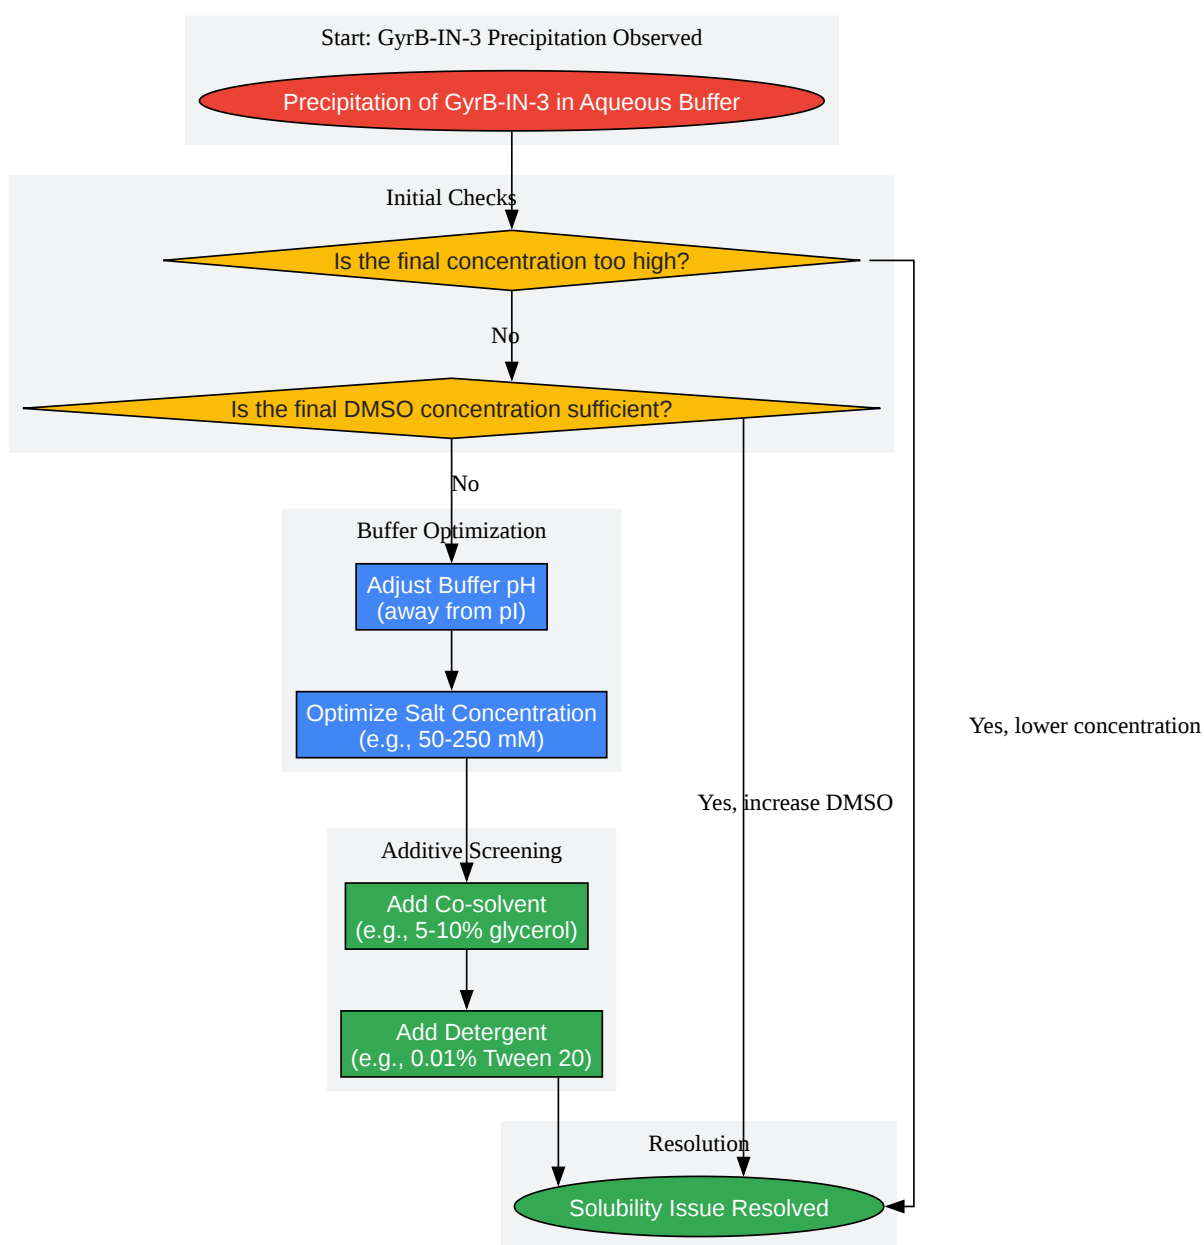 Start: GyrB-IN-3 Precipitation Observed
Precipitation of GyrB-IN-3 in Aqueous Buffer
Initial Checks
Is the final concentration too high?
No
Is the final DMSO concentration sufficient?
No
Buffer Optimization
Adjust Buffer pH
(away from pI)
Optimize Salt Concentration
(e.g., 50-250 mM)
Yes, lower concentration
Yes, increase DMSO
Additive Screening
Add Co-solvent
(e.g., 5-10% glycerol)
Add Detergent
(e.g., 0.01% Tween 20)
Resolution
Solubility Issue Resolved